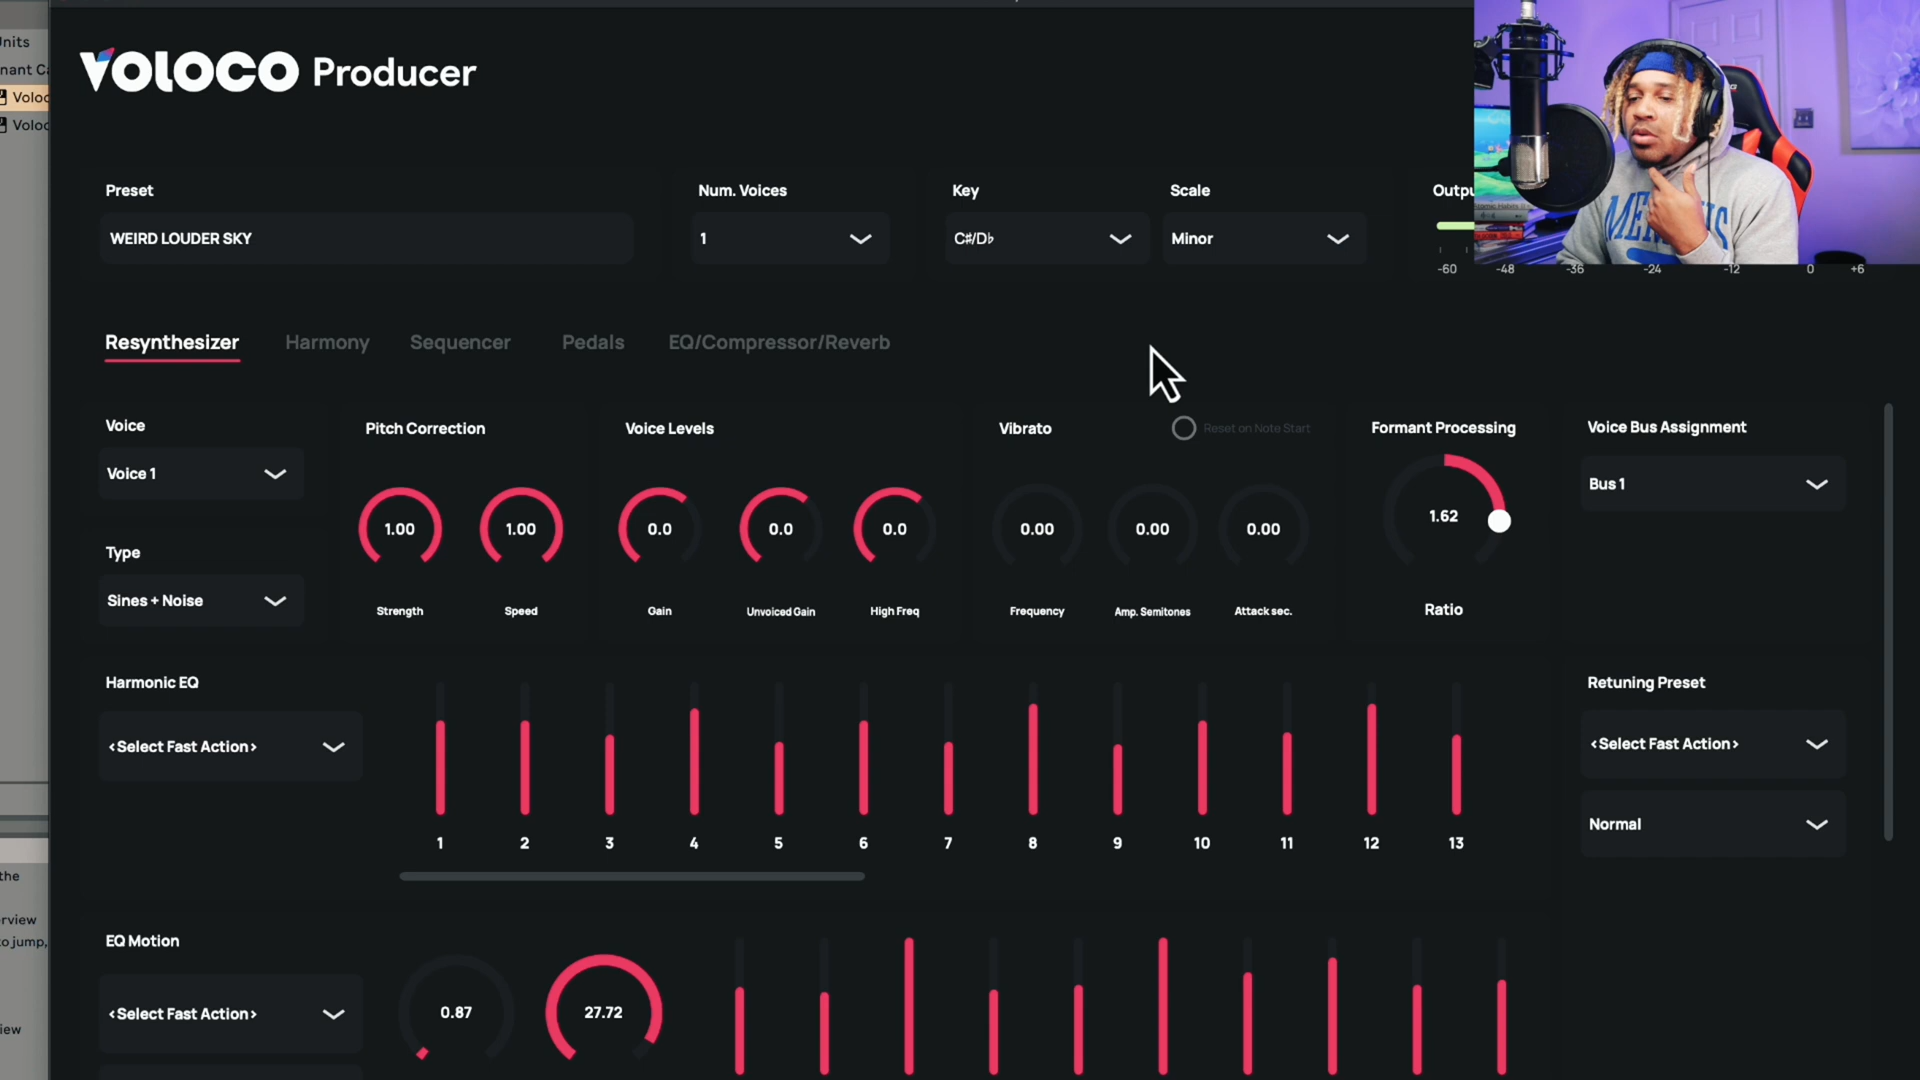 VOLOCO Producer
Preset
Num. Voices
Key
Scale
WEIRD LOUDER SKY
1
C#/D♭
Minor
-60 -48 -36 -24 -12 0 +6
Resynthesizer
Harmony
Sequencer
Pedals
EQ/Compressor/Reverb
Voice
Voice 1
Type
Sines + Noise
Pitch Correction
1.00
1.00
Strength
Speed
Voice Levels
0.0
0.0
0.0
Gain
Unvoiced Gain
High Freq
Vibrato
Reset on Note Start
0.00
0.00
0.00
Frequency
Amp. Semitones
Attack sec.
Formant Processing
1.62
Ratio
Voice Bus Assignment
Bus 1
Harmonic EQ
<Select Fast Action>
1 2 3 4 5 6 7 8 9 10 11 12 13
Retuning Preset
<Select Fast Action>
Normal
EQ Motion
<Select Fast Action>
0.87
27.72
the
to jump,